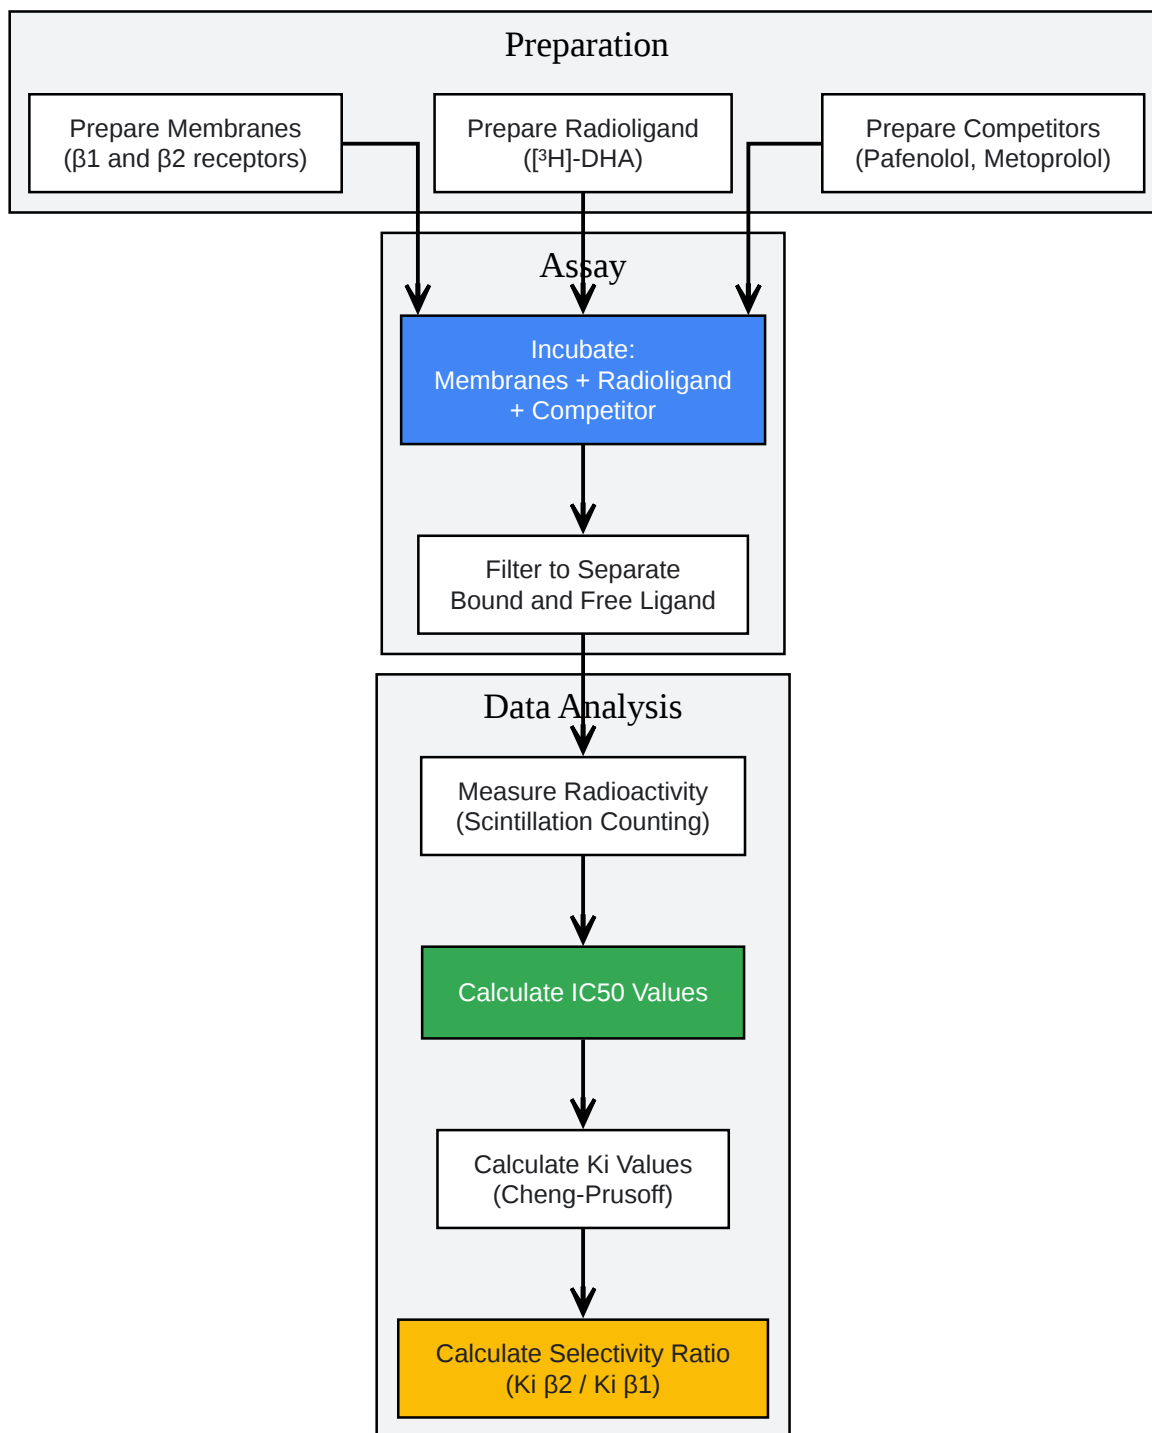 Preparation
Prepare Membranes
(β1 and β2 receptors)
Prepare Radioligand
([³H]-DHA)
Prepare Competitors
(Pafenolol, Metoprolol)
Assay
Incubate:
Membranes + Radioligand
+ Competitor
Filter to Separate
Bound and Free Ligand
Data Analysis
Measure Radioactivity
(Scintillation Counting)
Calculate IC50 Values
Calculate Ki Values
(Cheng-Prusoff)
Calculate Selectivity Ratio
(Ki β2 / Ki β1)